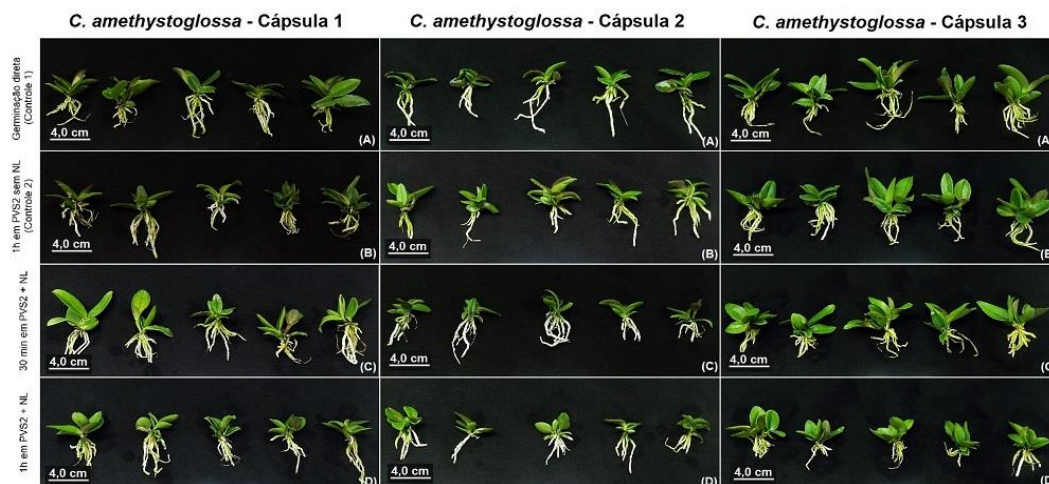 C. amethystoglossa - Cápsula 1
C. amethystoglossa - Cápsula 2
C. amethystoglossa - Cápsula 3
Germinação direta
(Controle 1)
4,0 cm
(A)
4,0 cm
(A)
4,0 cm
(A)
1h em PVS2 sem NL
(Controle 2)
4,0 cm
(B)
4,0 cm
(B)
4,0 cm
(B
30 min em PVS2 + NL
4,0 cm
(C)
4,0 cm
(C)
4,0 cm
(C
1h em PVS2 + NL
4,0 cm
(D)
4,0 cm
(D)
4,0 cm
(D